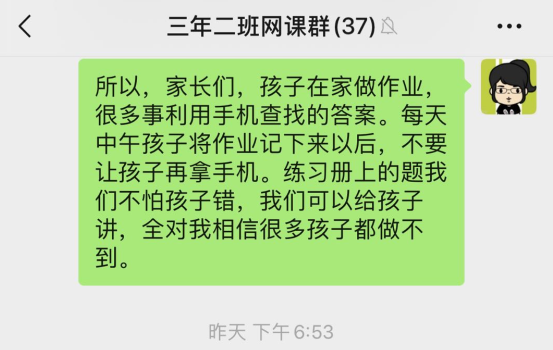 三年二班网课群(37)
所以，家长们，孩子在家做作业，
很多事利用手机查找的答案。每天
中午孩子将作业记下来以后，不要
让孩子再拿手机。练习册上的题我
们不怕孩子错，我们可以给孩子
讲，全对我相信很多孩子都做不
到。
昨天 下午6:53